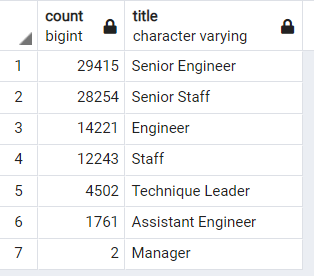 count title
bigint character varying
1 29415 Senior Engineer
2 28254 Senior Staff
3 14221 Engineer
4 12243 Staff
5 4502 Technique Leader
6 1761 Assistant Engineer
7 2 Manager